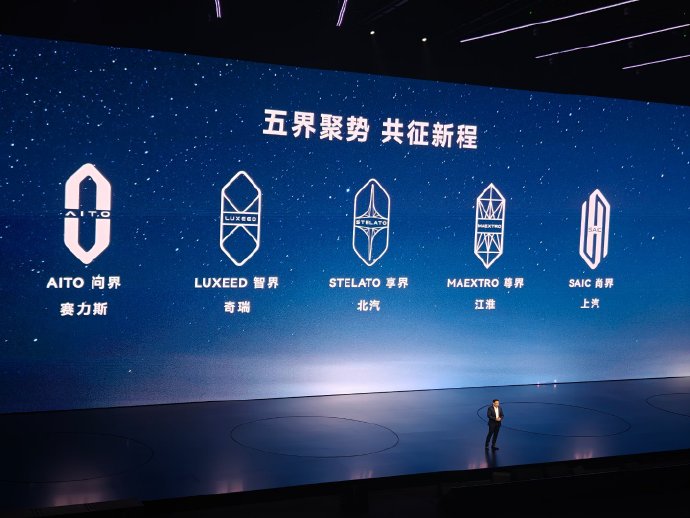 五界聚势 共征新程
AITO
LUXEED
STELATO
MAEXTRO
SAIC
AITO 问界
LUXEED 智界
STELATO 享界
MAEXTRO 尊界
SAIC 尚界
赛力斯
奇瑞
北汽
江淮
上汽